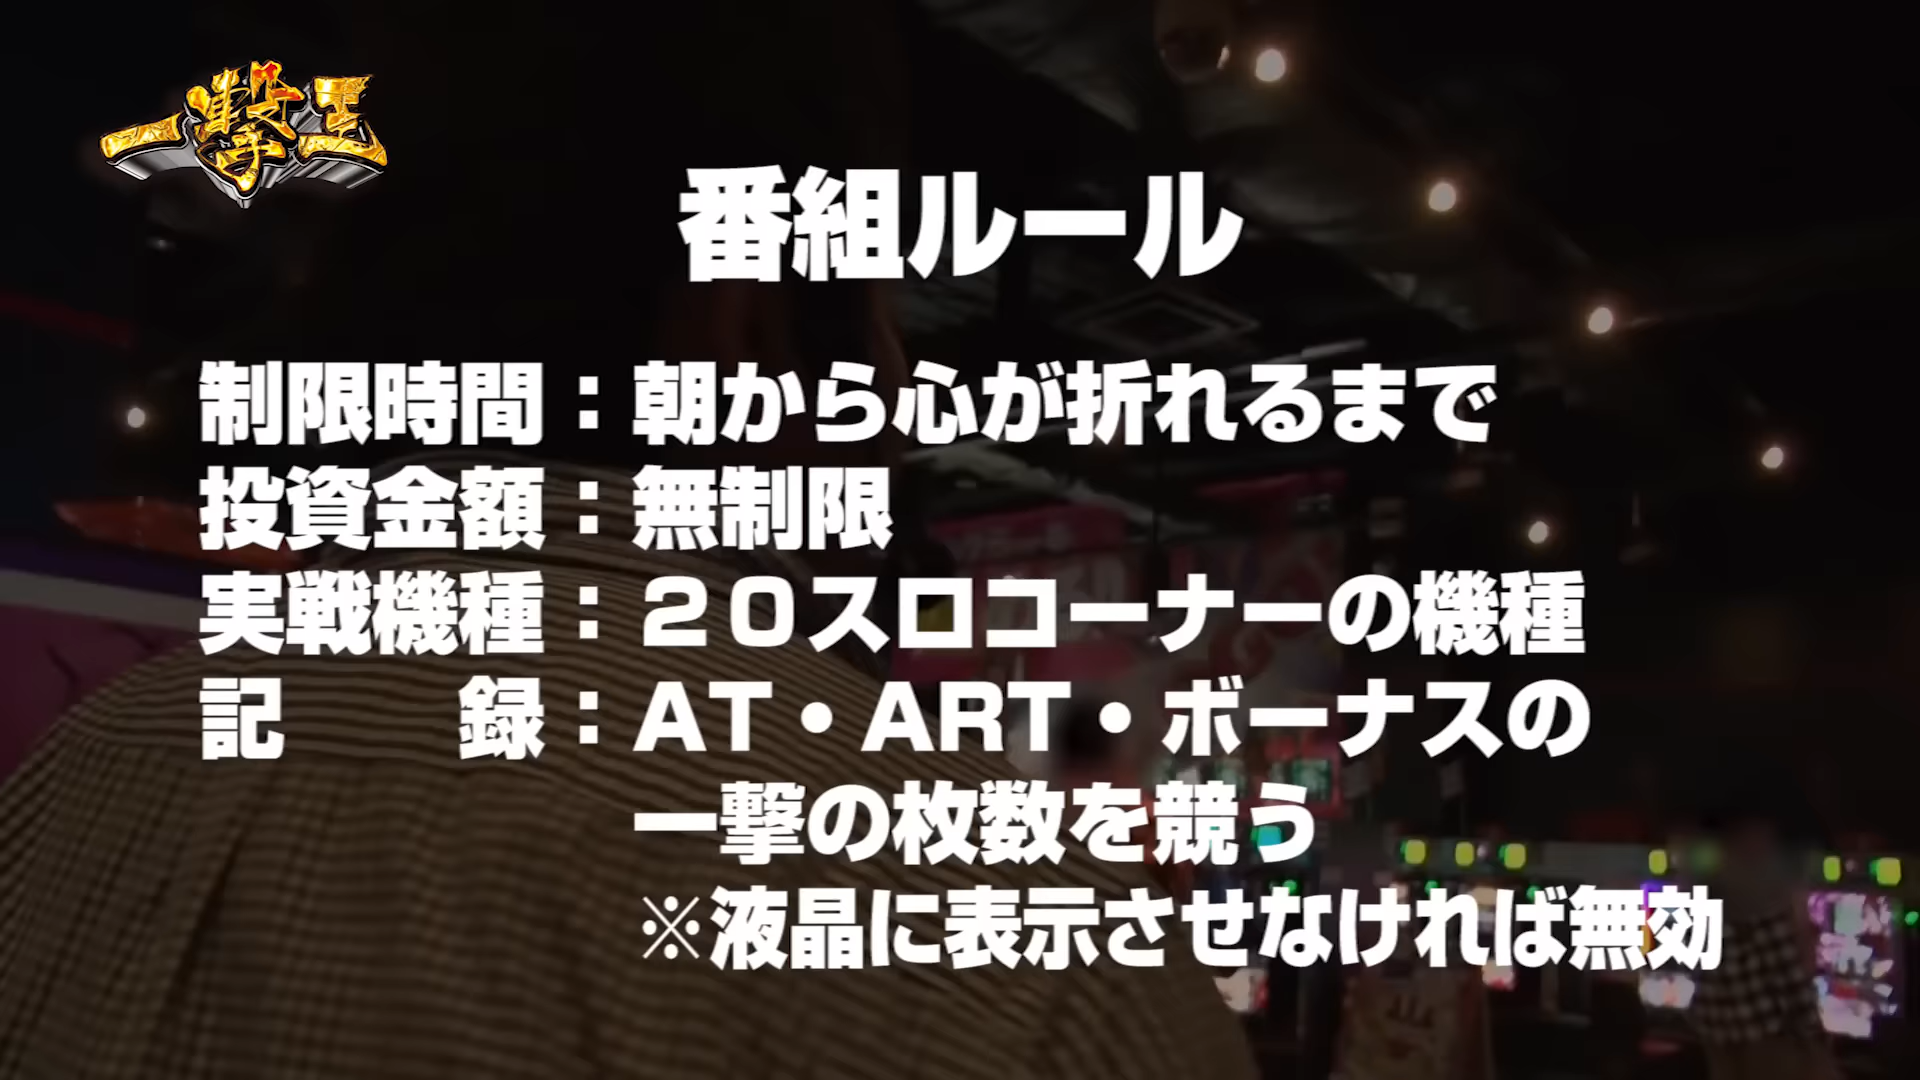 一撃王
番組ルール
制限時間：朝から心が折れるまで
投資金額：無制限
実戦機種：２０スロコーナーの機種
記　　録：AT・ART・ボーナスの
一撃の枚数を競う
※液晶に表示させなければ無効